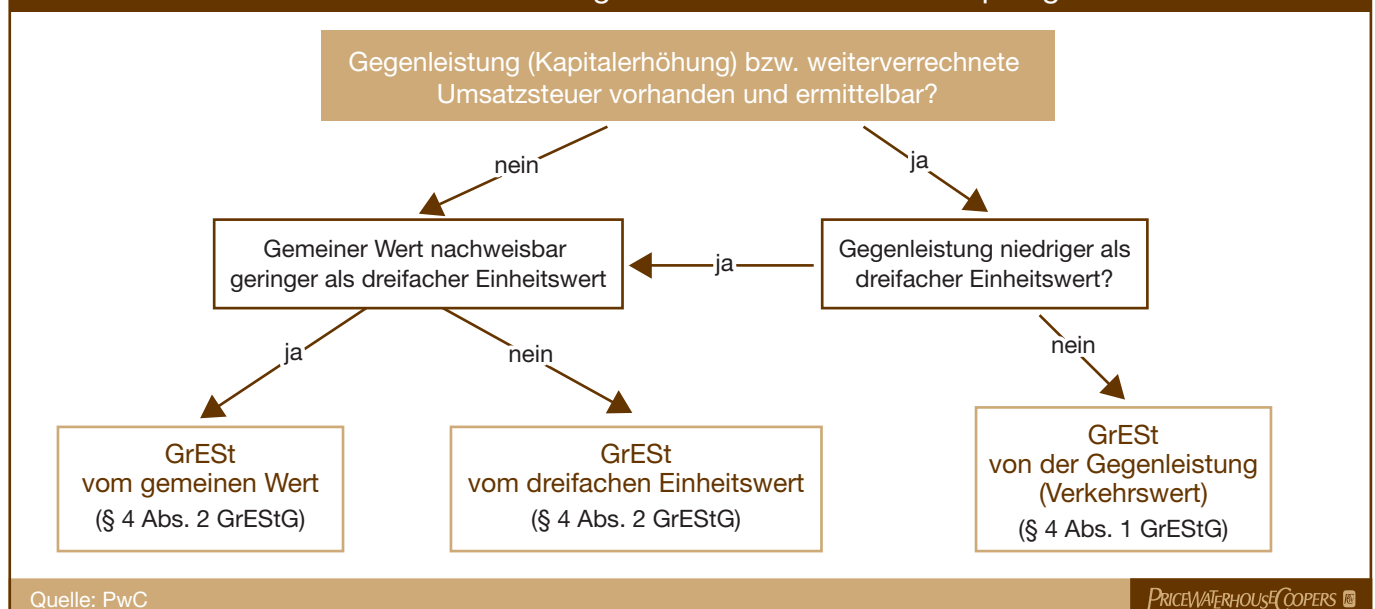 Gegenleistung (Kapitalerhöhung) bzw. weiterverrechnete
Umsatzsteuer vorhanden und ermittelbar?
nein
ja
Gemeiner Wert nachweisbar
geringer als dreifacher Einheitswert
ja
Gegenleistung niedriger als
dreifacher Einheitswert?
ja
nein
nein
GrESt
vom gemeinen Wert
(§ 4 Abs. 2 GrEStG)
GrESt
vom dreifachen Einheitswert
(§ 4 Abs. 2 GrEStG)
GrESt
von der Gegenleistung
(Verkehrswert)
(§ 4 Abs. 1 GrEStG)
Quelle: PwC
PRICEWATERHOUSECOOPERS